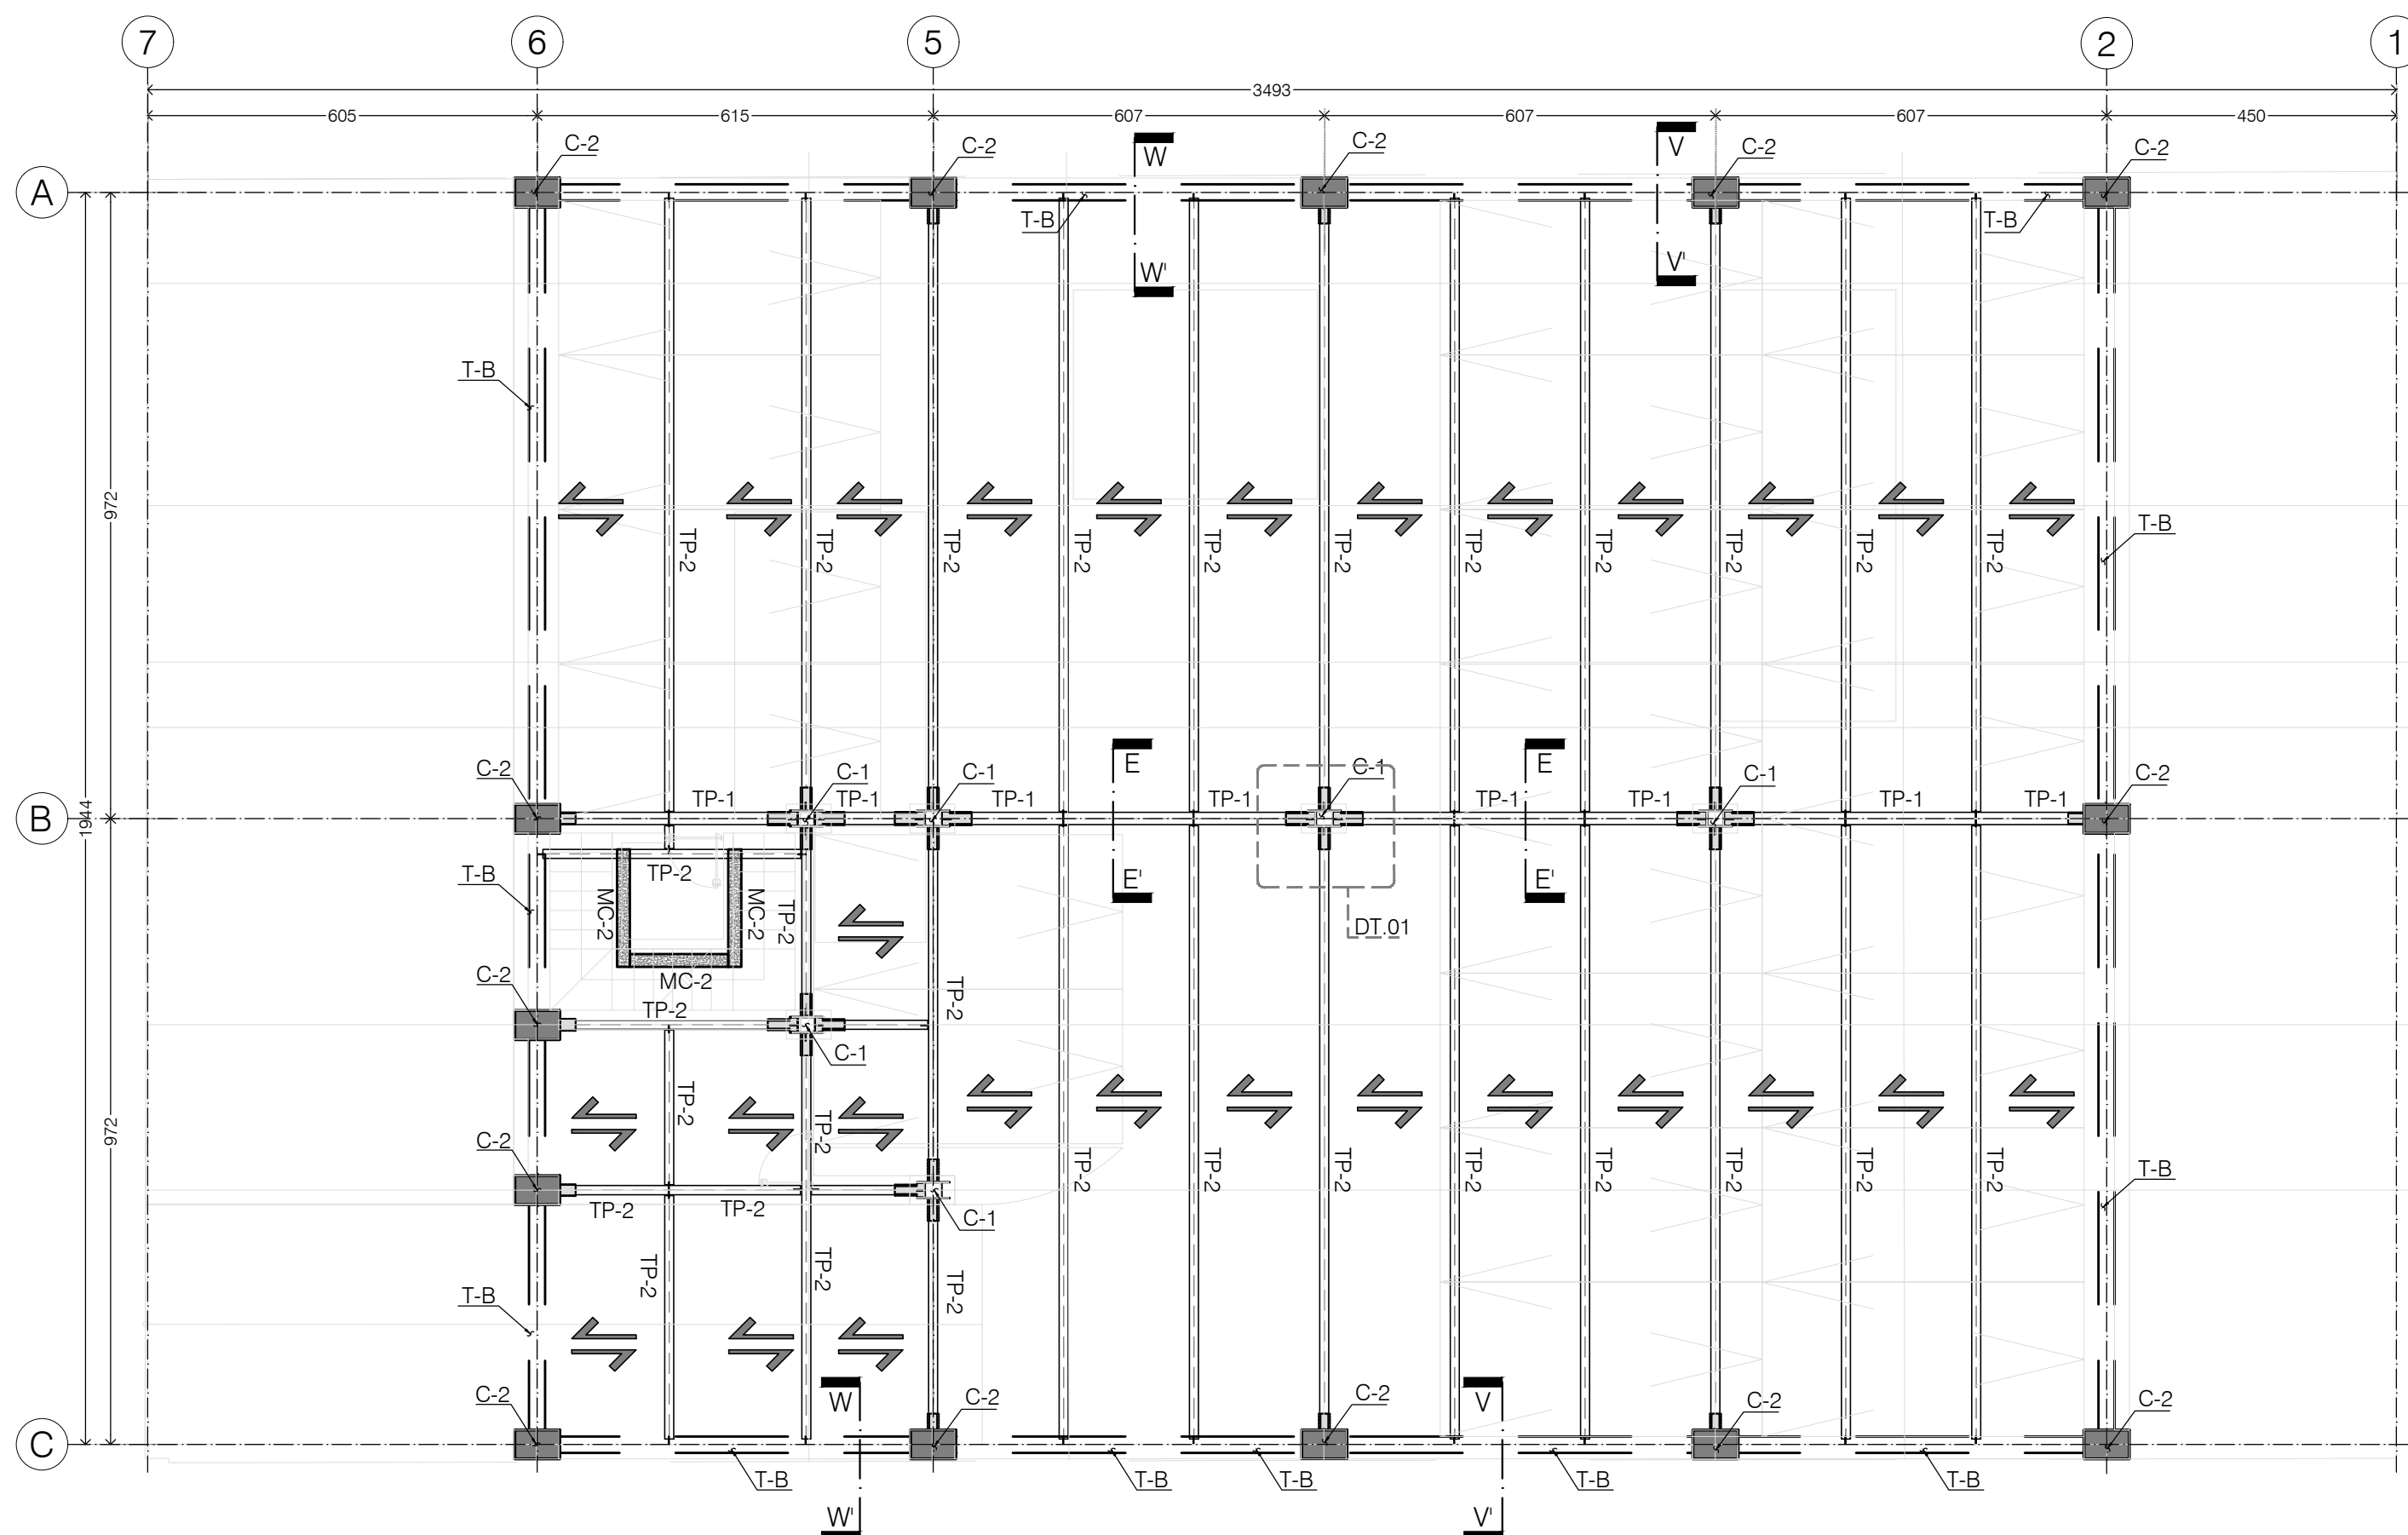 7 6 5 2 1
3493
605 615 607 607 607 450
C-2 C-2 C-2 C-2 C-2
W V
A
T-B T-B
W' V'
T-B
972
T-B
TP-2 TP-2 TP-2 TP-2 TP-2 TP-2 TP-2 TP-2 TP-2 TP-2 TP-2
E E
C-2 C-1 C-1 C-1 C-1 C-2
TP-1 TP-1 TP-1 TP-1 TP-1 TP-1 TP-1 TP-1
B
1944
T-B
TP-2
E' E'
MC-2 MC-2 TP-2
DT.01
C-2 MC-2
TP-2 TP-2
C-1
TP-2 TP-2
972
C-2
TP-2 TP-2 TP-2 TP-2 TP-2 TP-2 TP-2 TP-2
T-B
TP-2 TP-2
C-1
TP-2 TP-2 TP-2
T-B
C-2 W C-2 C-2 V C-2 C-2
C
T-B T-B T-B T-B T-B
W' V'